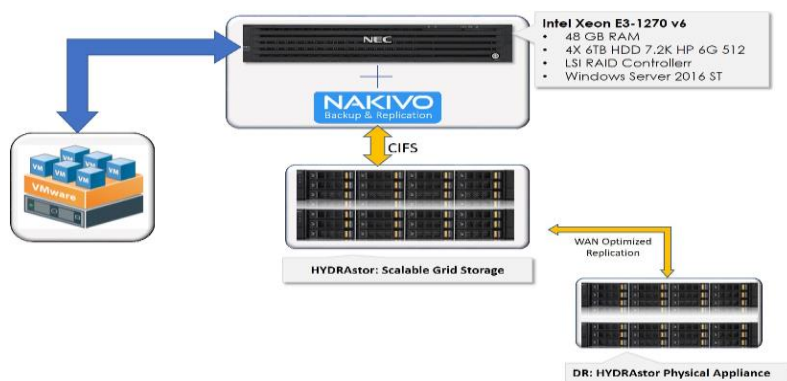 Intel Xeon E3-1270 v6
• 48 GB RAM
• 4X 6TB HDD 7.2K HP 6G 512
• LSI RAID Controllerr
• Windows Server 2016 ST
NEC
NAKIVO
Backup & Replication
CIFS
VM VM VM
VM VM VM
VMware
HYDRAstor: Scalable Grid Storage
WAN Optimized
Replication
DR: HYDRAstor Physical Appliance